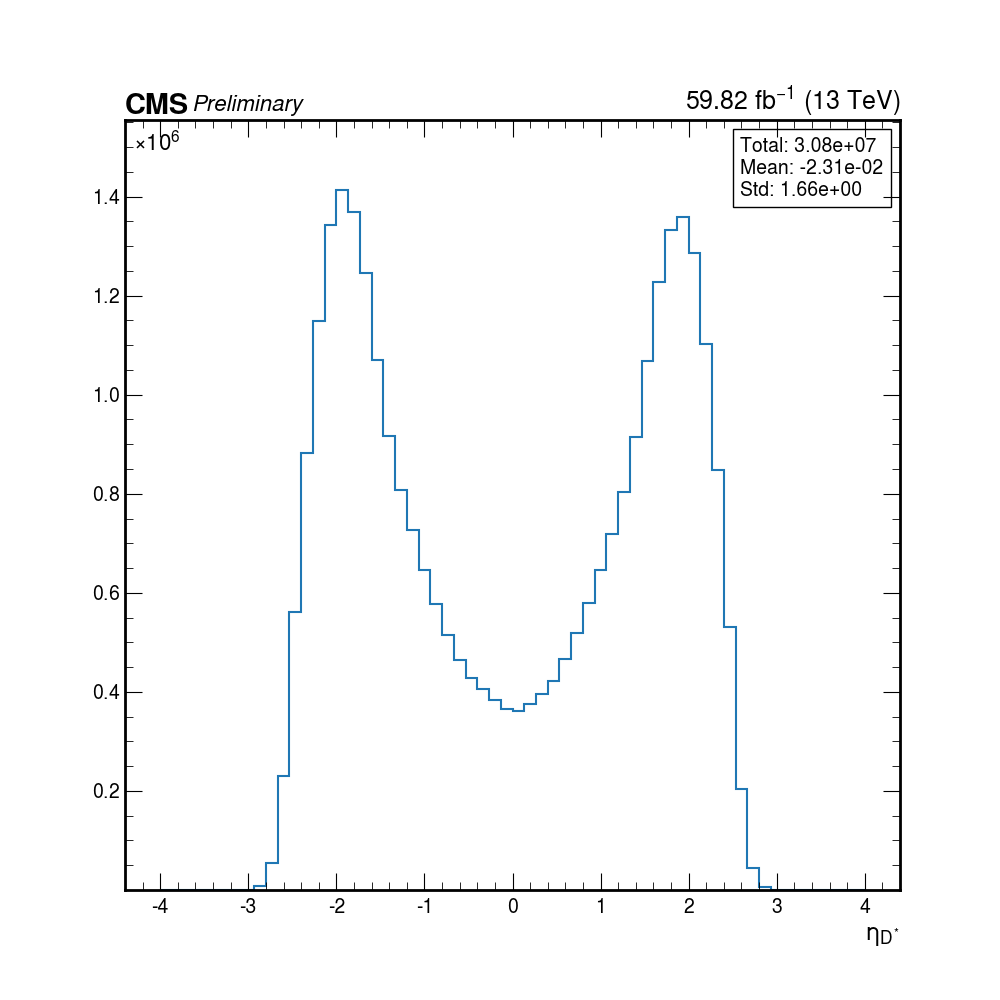 CMS Preliminary 59.82 fb⁻¹ (13 TeV)
×10⁶
Total: 3.08e+07
Mean: -2.31e-02
Std: 1.66e+00
1.4
1.2
1.0
0.8
0.6
0.4
0.2
-4 -3 -2 -1 0 1 2 3 4
η_D*